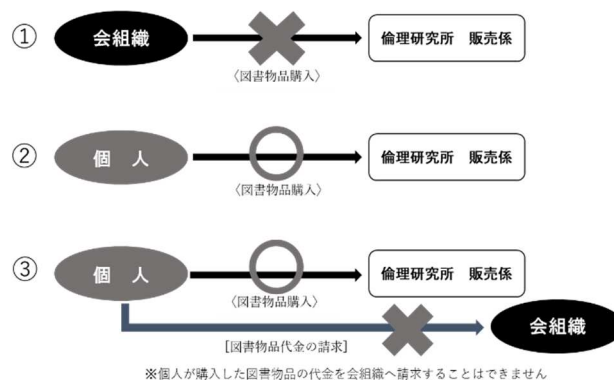 ①
会組織
倫理研究所　販売係
〈図書物品購入〉
②
個　人
倫理研究所　販売係
〈図書物品購入〉
③
個　人
倫理研究所　販売係
〈図書物品購入〉
会組織
[図書物品代金の請求]
※個人が購入した図書物品の代金を会組織へ請求することはできません